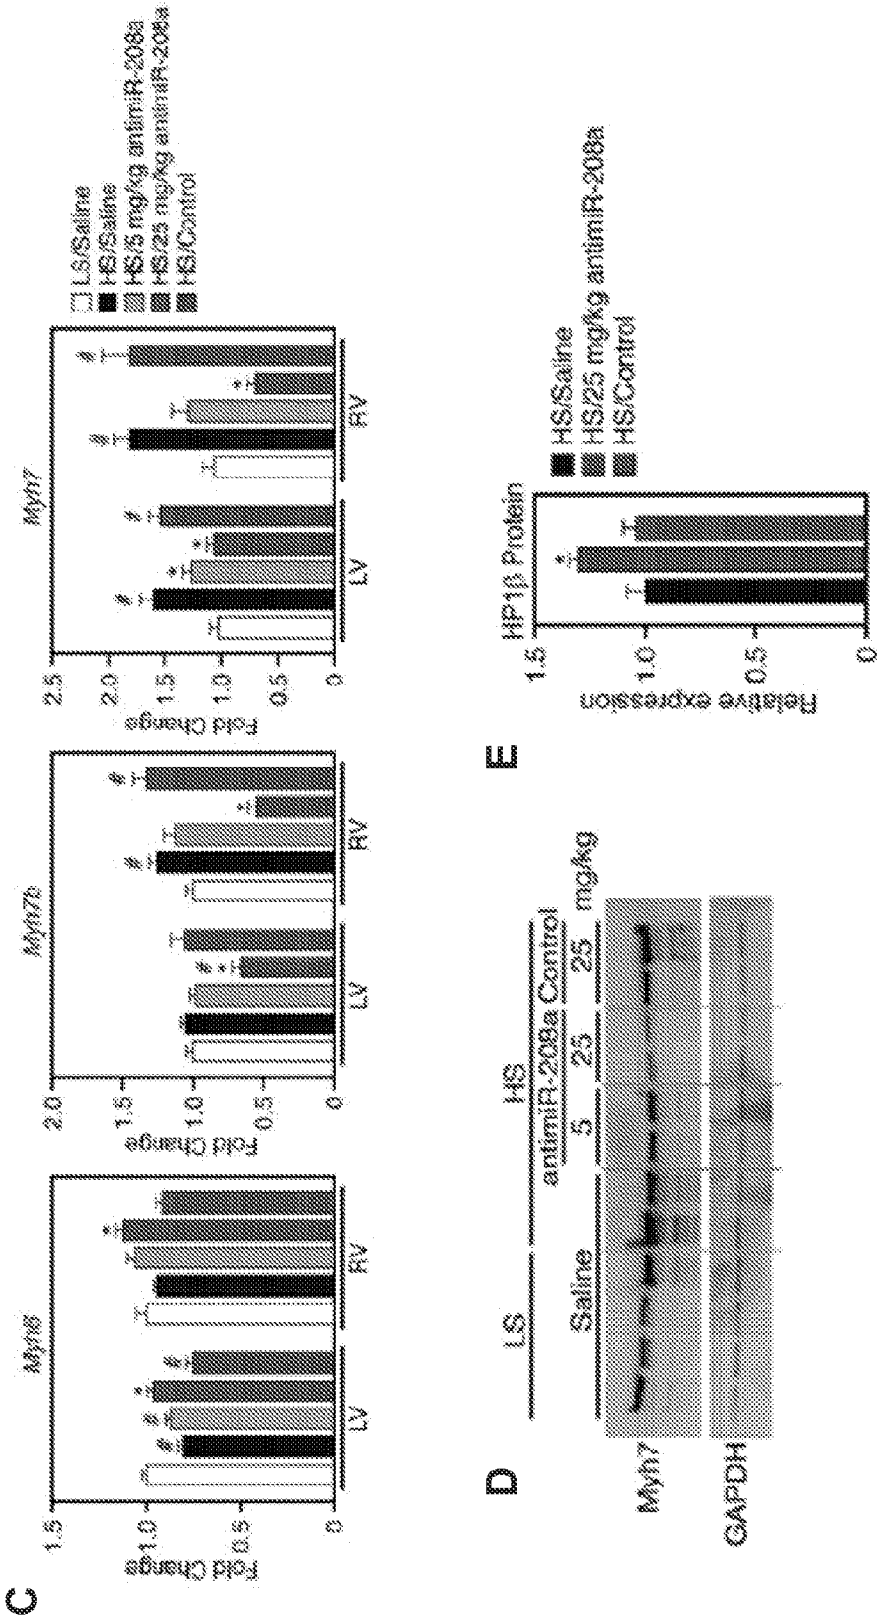 C
Myh6
Fold Change
1.5
1.0
0.5
0
LV
RV
Myh7b
Fold Change
2.0
1.5
1.0
0.5
0
LV
RV
Myh7
Fold Change
2.5
2.0
1.5
1.0
0.5
0
LV
RV
LS/Saline
HS/Saline
HS/5 mg/kg antimiR-208a
HS/25 mg/kg antimiR-208a
HS/Control
D
LS
HS
Saline
antimiR-208a
Control
5
25
25
mg/kg
Myh7
GAPDH
E
HP1β Protein
Relative expression
1.5
1.0
0.5
0
HS/Saline
HS/25 mg/kg antimiR-208a
HS/Control